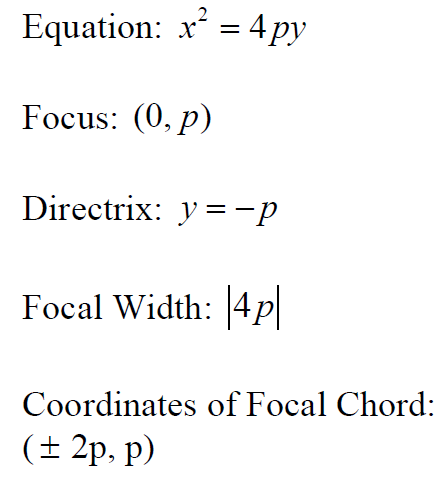 Equation: x² = 4py
Focus: (0, p)
Directrix: y = −p
Focal Width: |4p|
Coordinates of Focal Chord:
(± 2p, p)